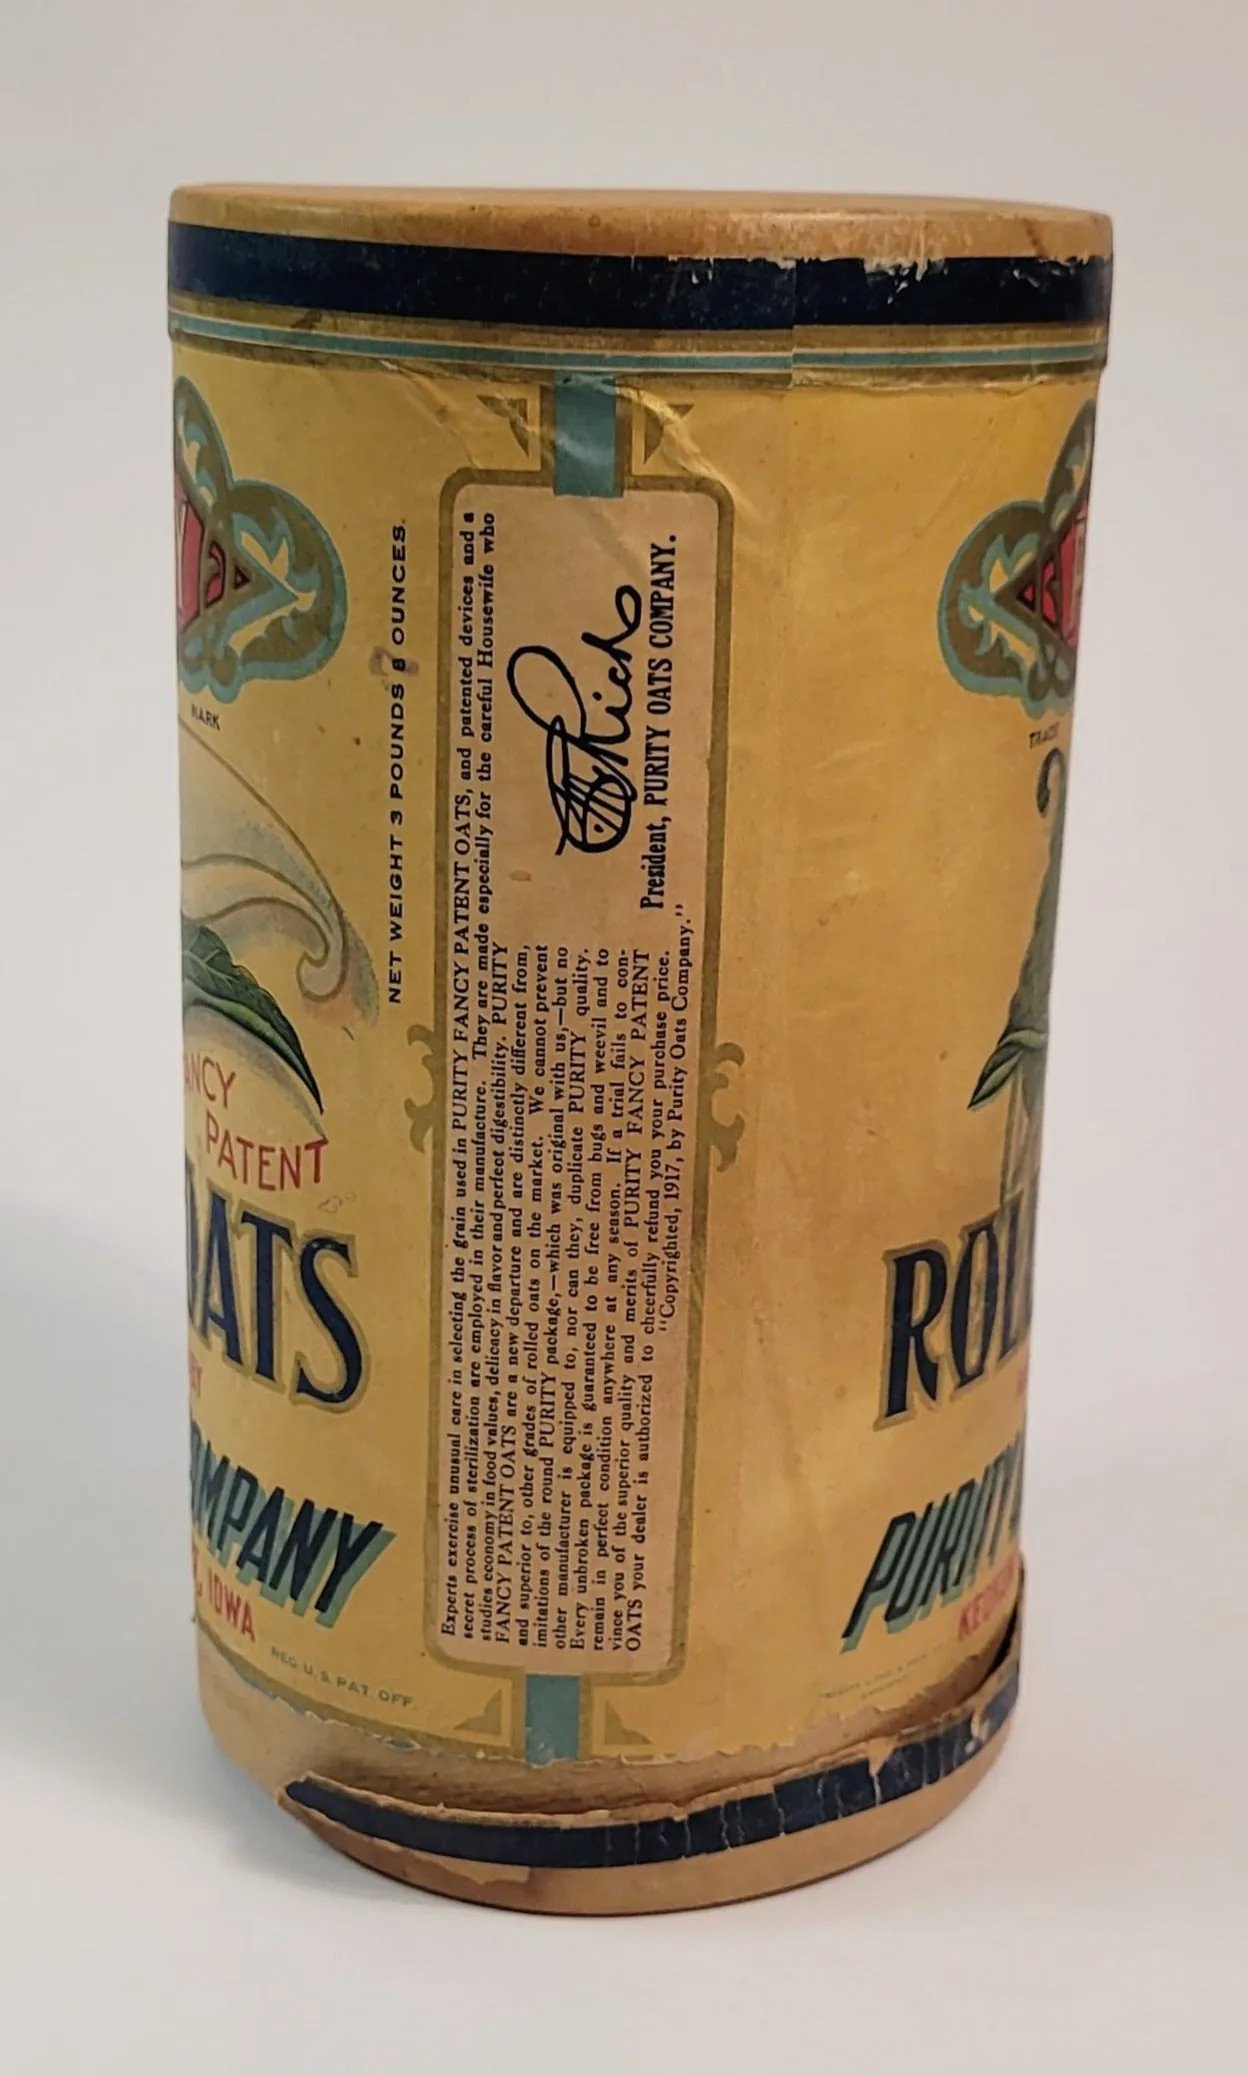 MARK
ANCY
PATENT
OATS
BY
OMPANY
IOWA
REG U.S. PAT OFF.
NET WEIGHT 3 POUNDS 8 OUNCES.
Experts exercise unusual care in selecting the grain used in PURITY FANCY PATENT OATS, and patented devices and a
secret process of sterilization are employed in their manufacture. They are made especially for the careful Housewife who
studies economy in food values, delicacy in flavor and perfect digestibility. PURITY
FANCY PATENT OATS are a new departure and are distinctly different from,
and superior to, other grades of rolled oats on the market. We cannot prevent
imitations of the round PURITY package,—which was original with us,—but no
other manufacturer is equipped to, nor can they, duplicate PURITY quality.
Every unbroken package is guaranteed to be free from bugs and weevil and to
remain in perfect condition anywhere at any season. If a trial fails to con-
vince you of the superior quality and merits of PURITY FANCY PATENT
OATS your dealer is authorized to cheerfully refund you your purchase price.
"Copyrighted, 1917, by Purity Oats Company."
Rich
President, PURITY OATS COMPANY.
TRADE
ROL
PURITY
KEOK